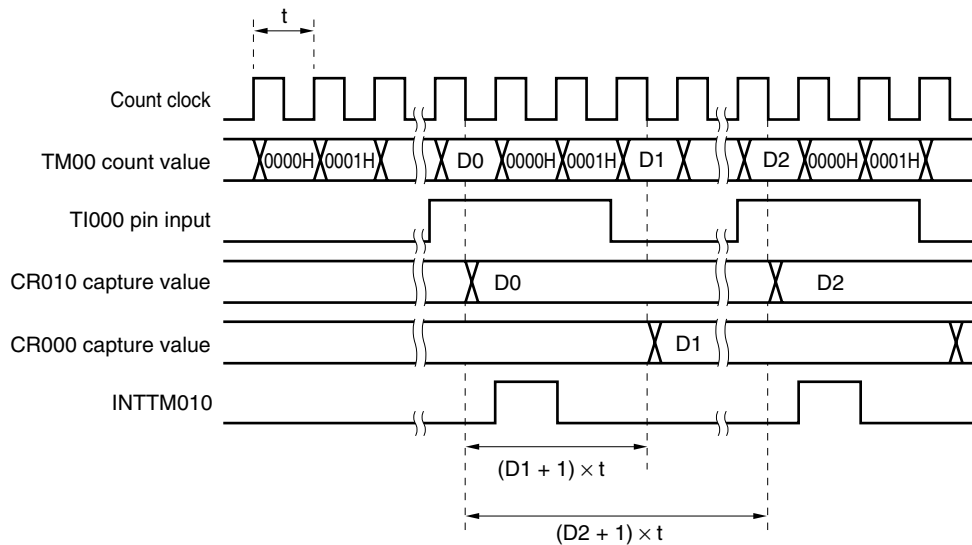 t
Count clock
TM00 count value 0000H 0001H D0 0000H 0001H D1 D2 0000H 0001H
TI000 pin input
CR010 capture value D0 D2
CR000 capture value D1
INTTM010
(D1 + 1) × t
(D2 + 1) × t